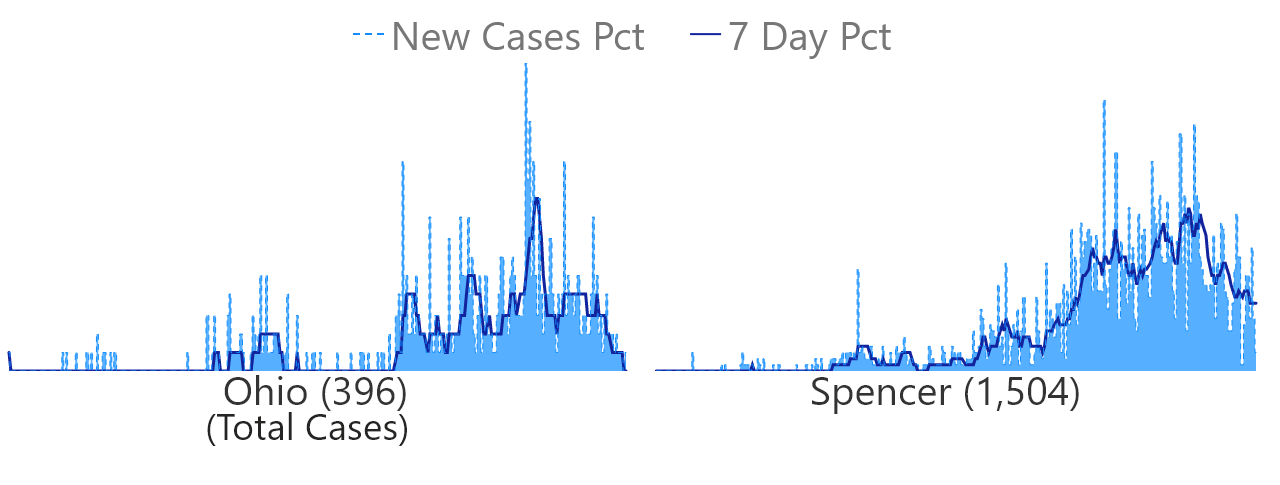 New Cases Pct 7 Day Pct
Ohio (396)
(Total Cases)
Spencer (1,504)